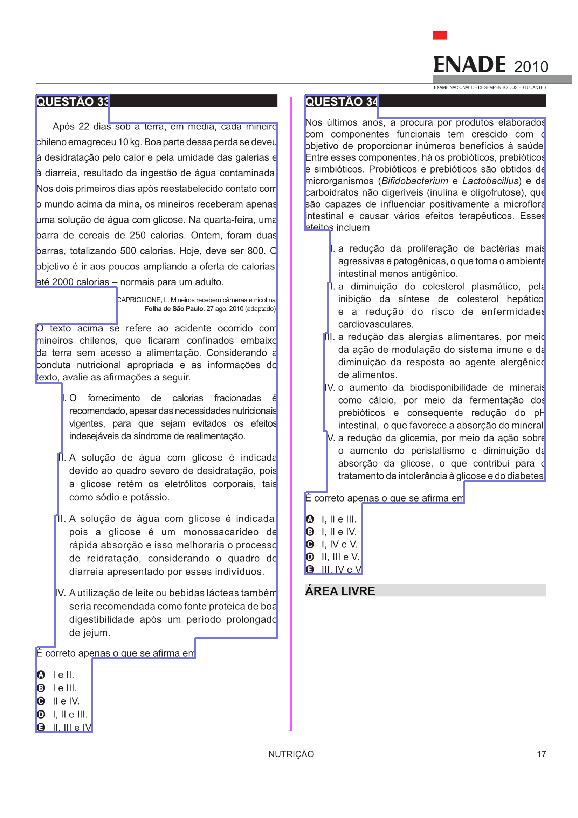 ENADE 2010
EXAME NACIONAL DE DESEMPENHO DOS ESTUDANTES
QUESTÃO 33
Após 22 dias sob a terra, em média, cada mineiro
chileno emagreceu 10 kg. Boa parte dessa perda se deveu
à desidratação pelo calor e pela umidade das galerias e
à diarreia, resultado da ingestão de água contaminada.
Nos dois primeiros dias após reestabelecido contato com
o mundo acima da mina, os mineiros receberam apenas
uma solução de água com glicose. Na quarta-feira, uma
barra de cereais de 250 calorias. Ontem, foram duas
barras, totalizando 500 calorias. Hoje, deve ser 800. O
objetivo é ir aos poucos ampliando a oferta de calorias
até 2000 calorias – normais para um adulto.
CAPRIGLIONE, L. Mineiros recebem câmeras e nicotina.
Folha de São Paulo, 27 ago. 2010 (adaptado)
O texto acima se refere ao acidente ocorrido com
mineiros chilenos, que ficaram confinados embaixo
da terra sem acesso a alimentação. Considerando a
conduta nutricional apropriada e as informações do
texto, avalie as afirmações a seguir.
I. O fornecimento de calorias fracionadas é
recomendado, apesar das necessidades nutricionais
vigentes, para que sejam evitados os efeitos
indesejáveis da síndrome de realimentação.
II. A solução de água com glicose é indicada
devido ao quadro severo de desidratação, pois
a glicose retém os eletrólitos corporais, tais
como sódio e potássio.
III. A solução de água com glicose é indicada,
pois a glicose é um monossacarídeo de
rápida absorção e isso melhoraria o processo
de reidratação, considerando o quadro de
diarreia apresentado por esses indivíduos.
IV. A utilização de leite ou bebidas lácteas também
seria recomendada como fonte proteica de boa
digestibilidade após um período prolongado
de jejum.
É correto apenas o que se afirma em
A I e II.
B I e III.
C II e IV.
D I, II e III.
E II, III e IV.
QUESTÃO 34
Nos últimos anos, a procura por produtos elaborados
com componentes funcionais tem crescido com o
objetivo de proporcionar inúmeros benefícios à saúde.
Entre esses componentes, há os probióticos, prebióticos
e simbióticos. Probióticos e prebióticos são obtidos de
microrganismos (Bifidobacterium e Lactobacillus) e de
carboidratos não digeríveis (inulina e oligofrutose), que
são capazes de influenciar positivamente a microflora
intestinal e causar vários efeitos terapêuticos. Esses
efeitos incluem
I. a redução da proliferação de bactérias mais
agressivas e patogênicas, o que torna o ambiente
intestinal menos antigênico.
II. a diminuição do colesterol plasmático, pela
inibição da síntese de colesterol hepático,
e a redução do risco de enfermidades
cardiovasculares.
III. a redução das alergias alimentares, por meio
da ação de modulação do sistema imune e da
diminuição da resposta ao agente alergênico
de alimentos.
IV. o aumento da biodisponibilidade de minerais
como cálcio, por meio da fermentação dos
prebióticos e consequente redução do pH
intestinal, o que favorece a absorção do mineral.
V. a redução da glicemia, por meio da ação sobre
o aumento do peristaltismo e diminuição da
absorção da glicose, o que contribui para o
tratamento da intolerância à glicose e do diabetes.
É correto apenas o que se afirma em
A I, II e III.
B I, II e IV.
C I, IV e V.
D II, III e V.
E III, IV e V.
ÁREA LIVRE
NUTRIÇÃO
17